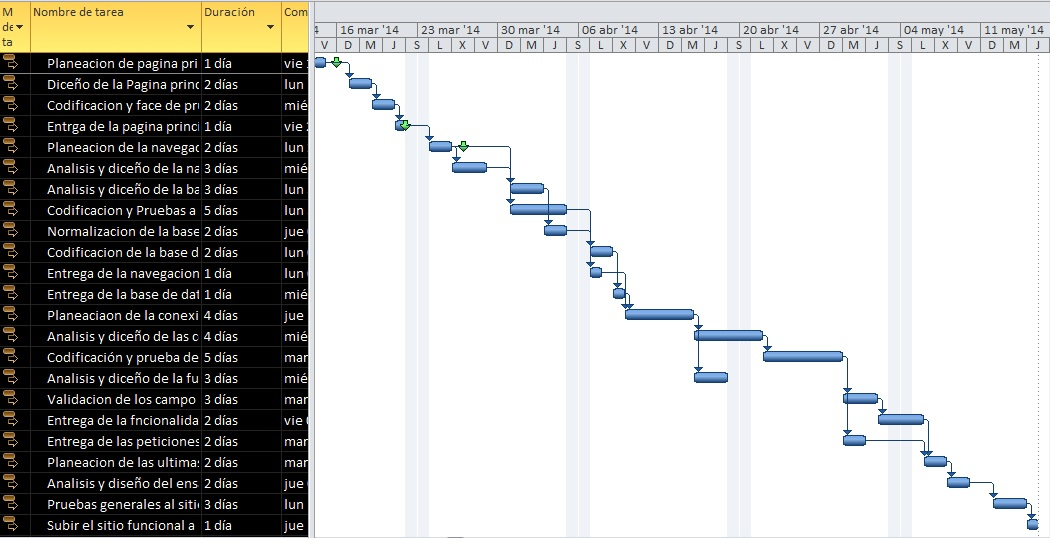 M
de
ta
Nombre de tarea Duración Com
4 16 mar '14 23 mar '14 30 mar '14 06 abr '14 13 abr '14 20 abr '14 27 abr '14 04 may '14 11 may '14
V D M J S L X V D M J S L X V D M J S L X V D M J S L X V D M J
Planeacion de pagina pri 1 día vie
Diceño de la Pagina princ 2 días lun
Codificacion y face de pr 2 días mié
Entrga de la pagina princi 1 día vie
Planeacion de la navegac 2 días lun
Analisis y diceño de la na 3 días mié
Analisis y diceño de la ba 3 días lun
Codificacion y Pruebas a 5 días lun
Normalizacion de la base 2 días jue
Codificacion de la base d 2 días lun
Entrega de la navegacion 1 día lun
Entrega de la base de dat 1 día mié
Planeaciaon de la conexi 4 días jue
Analisis y diceño de las c 4 días mié
Codificación y prueba de 5 días mar
Analisis y diceño de la fu 3 días mié
Validacion de los campo 3 días mar
Entrega de la fncionalida 2 días vie
Entrega de las peticiones 2 días mar
Planeacion de las ultima 2 días mar
Analisis y diseño del ens 2 días jue
Pruebas generales al siti 3 días lun
Subir el sitio funcional a 1 día jue